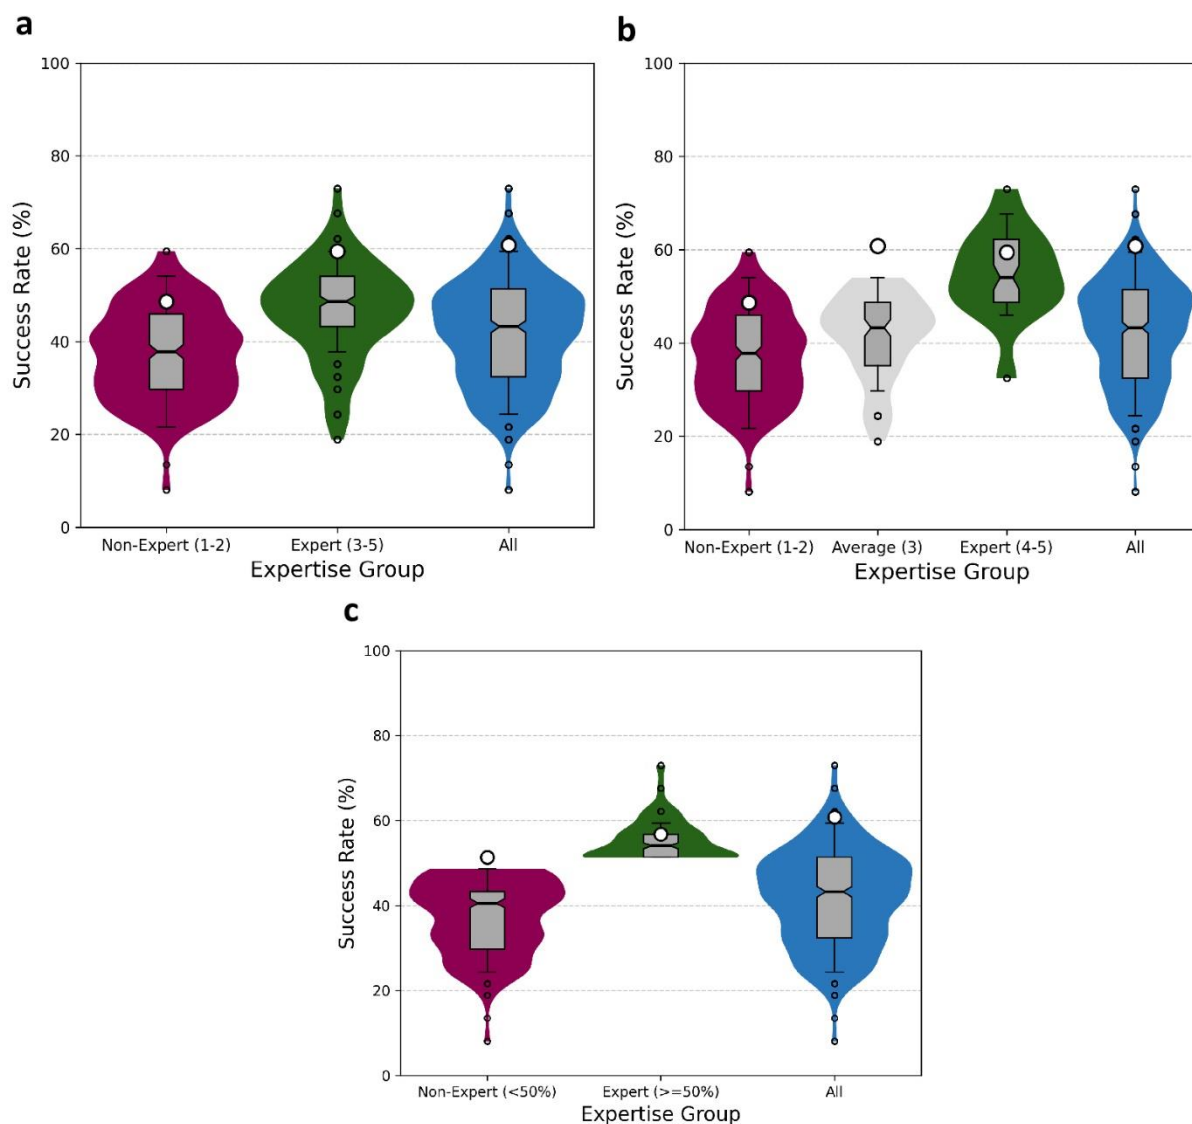 a
100
80
60
40
20
0
Success Rate (%)
Non-Expert (1-2) Expert (3-5) All
Expertise Group
b
100
80
60
40
20
0
Success Rate (%)
Non-Expert (1-2) Average (3) Expert (4-5) All
Expertise Group
c
100
80
60
40
20
0
Success Rate (%)
Non-Expert (<50%) Expert (>=50%) All
Expertise Group